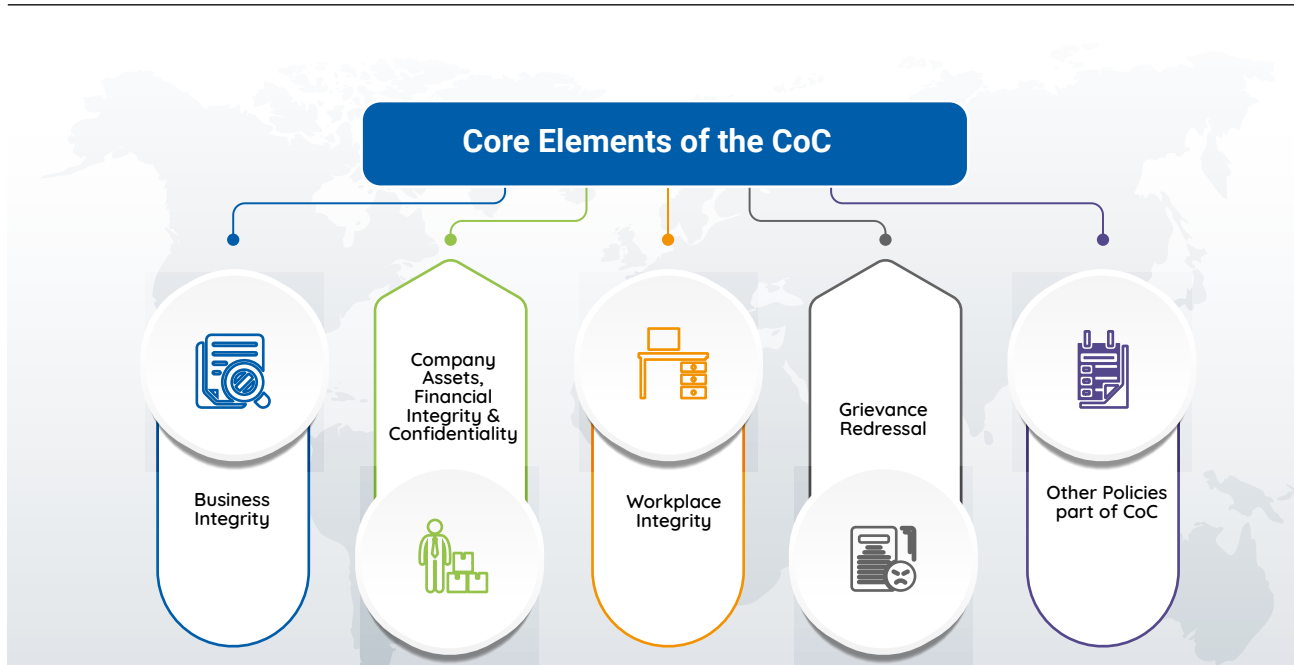 Core Elements of the CoC
Business
Integrity
Company
Assets,
Financial
Integrity &
Confidentiality
Workplace
Integrity
Grievance
Redressal
Other Policies
part of CoC